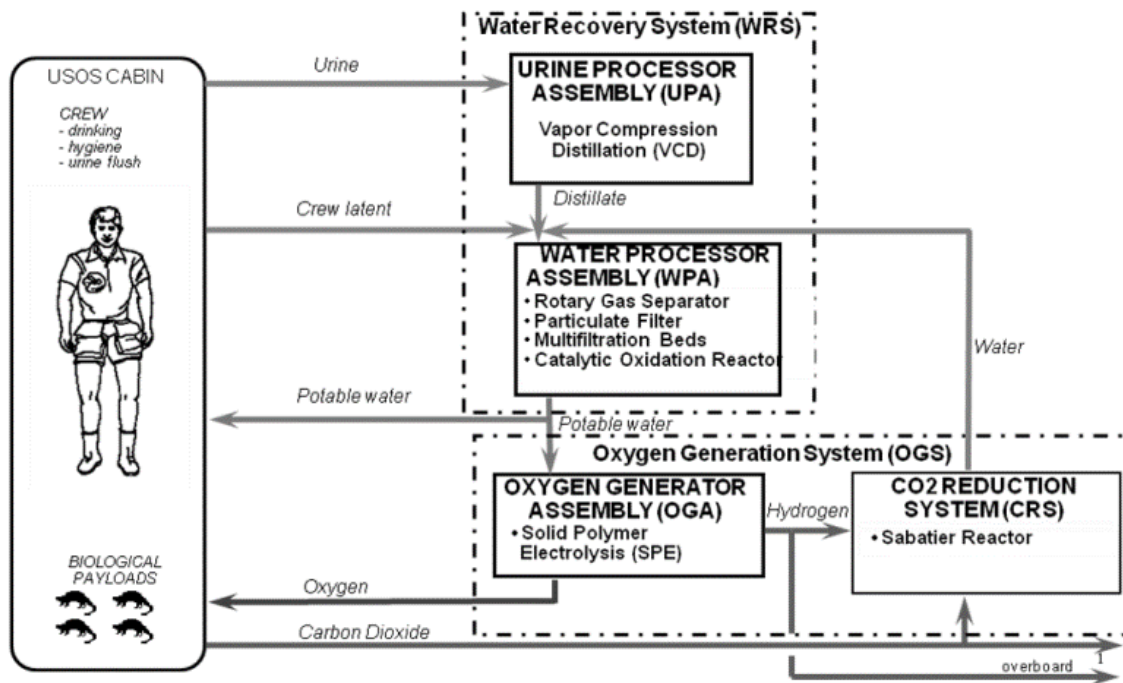 Water Recovery System (WRS)
USOS CABIN
CREW
- drinking
- hygiene
- urine flush
Urine
URINE PROCESSOR
ASSEMBLY (UPA)
Vapor Compression
Distillation (VCD)
Crew latent
Distillate
WATER PROCESSOR
ASSEMBLY (WPA)
• Rotary Gas Separator
• Particulate Filter
• Multifiltration Beds
• Catalytic Oxidation Reactor
Water
Potable water
Potable water
Oxygen Generation System (OGS)
OXYGEN GENERATOR
ASSEMBLY (OGA)
• Solid Polymer
Electrolysis (SPE)
Hydrogen
CO2 REDUCTION
SYSTEM (CRS)
• Sabatier Reactor
BIOLOGICAL
PAYLOADS
Oxygen
Carbon Dioxide
1
overboard